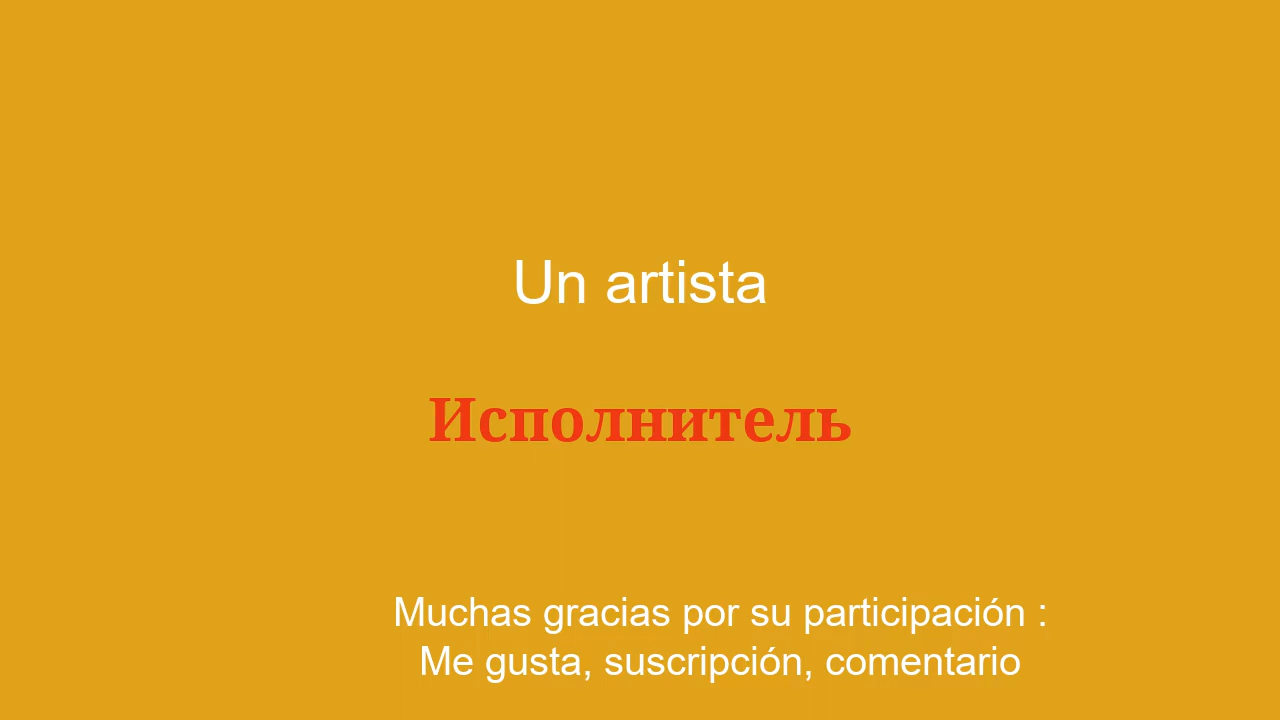 Un artista
Исполнитель
Muchas gracias por su participación :
Me gusta, suscripción, comentario